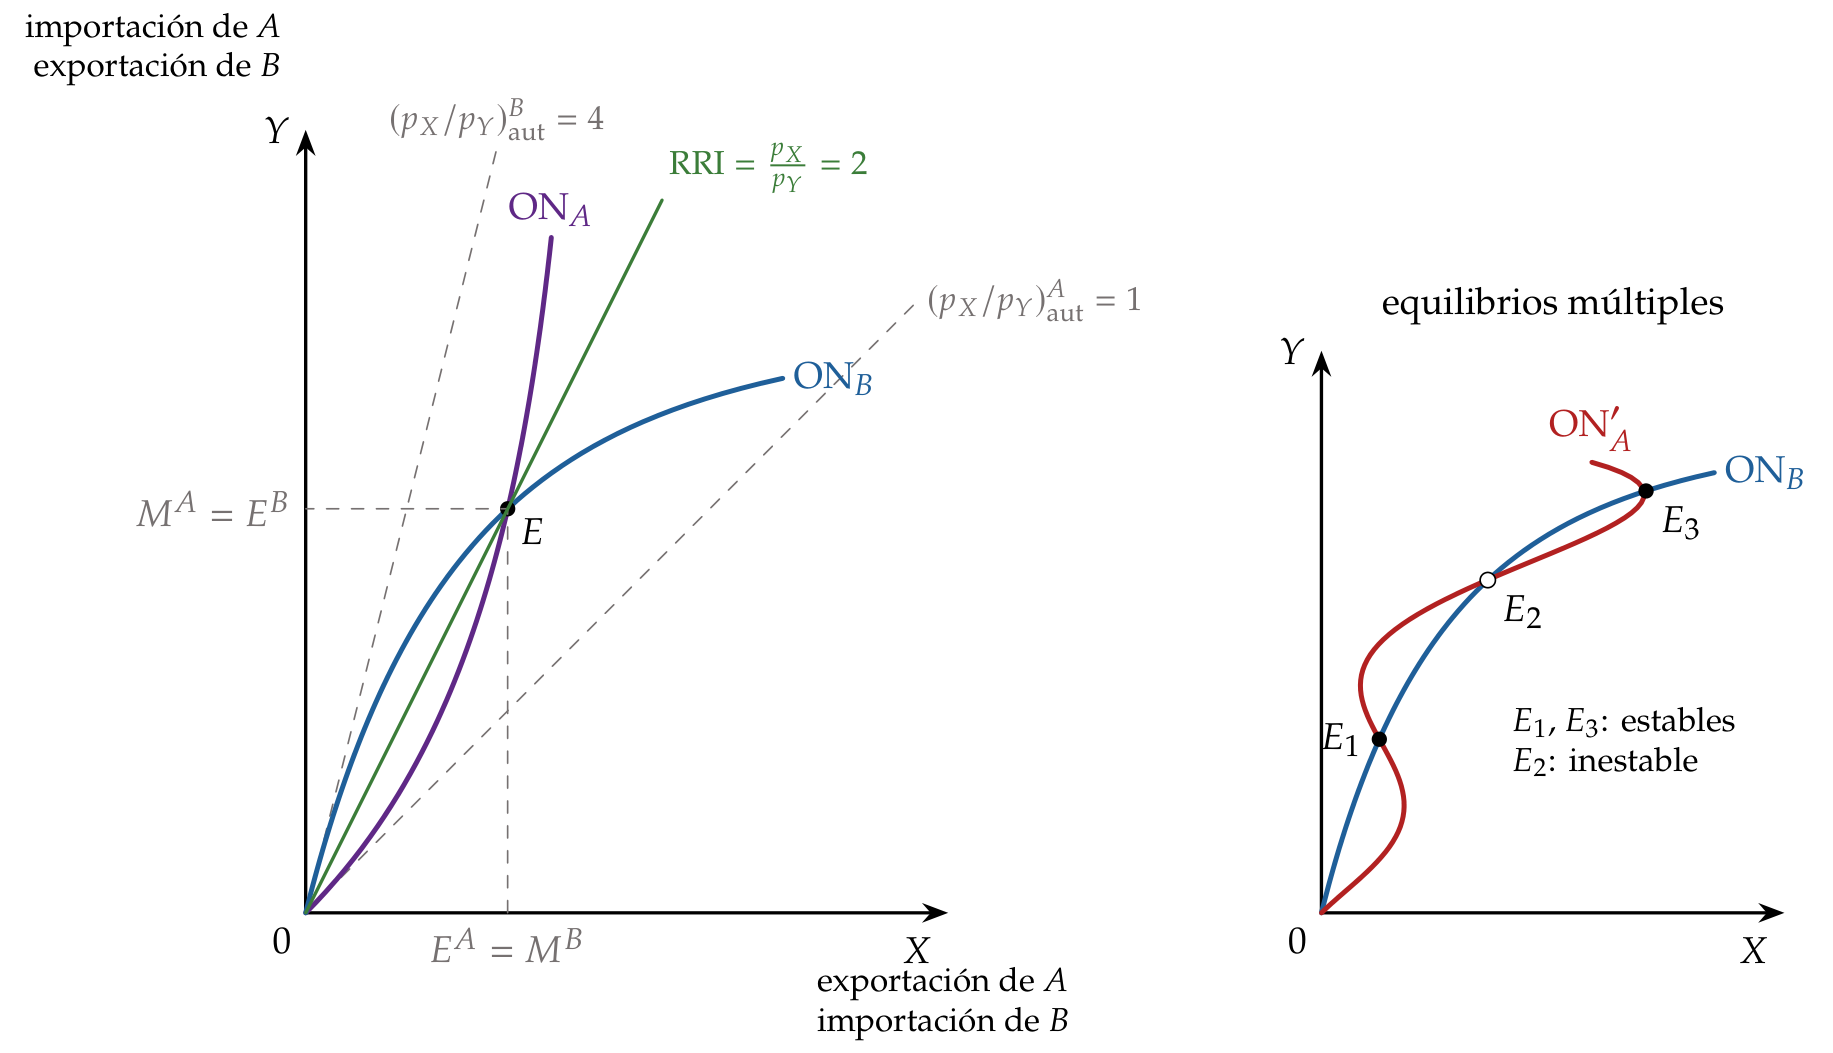 importación de A
exportación de B
Y
(p_X/p_Y)^B_aut = 4
RRI = p_X/p_Y = 2
ON_A
(p_X/p_Y)^A_aut = 1
ON_B
M^A = E^B
E
0
E^A = M^B
X
exportación de A
importación de B
equilibrios múltiples
Y
ON′_A
ON_B
E_3
E_2
E_1
E_1, E_3: estables
E_2: inestable
0
X